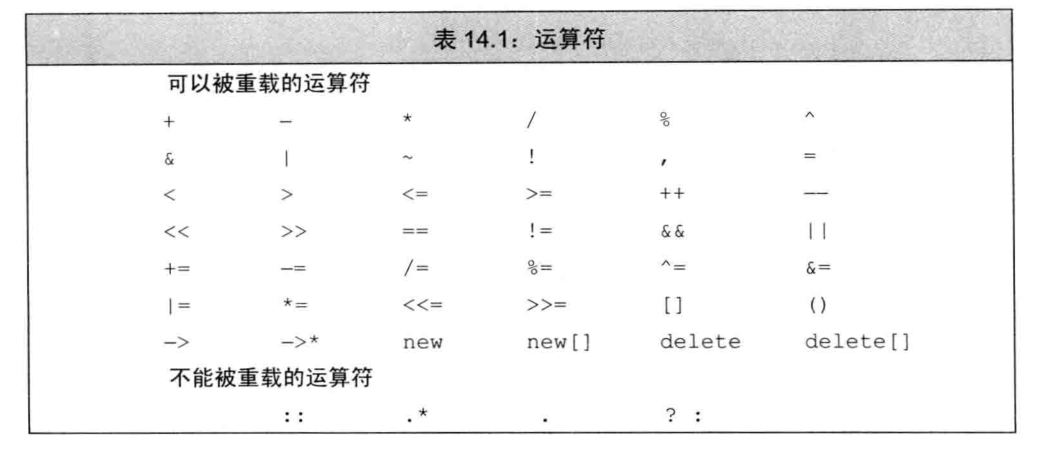 表 14.1：运算符
可以被重载的运算符
+ − * / % ^
& | ~ ! , =
< > <= >= ++ −−
<< >> == != && ||
+= −= /= %= ^= &=
|= *= <<= >>= [] ()
−> −>* new new[] delete delete[]
不能被重载的运算符
:: .* . ? :